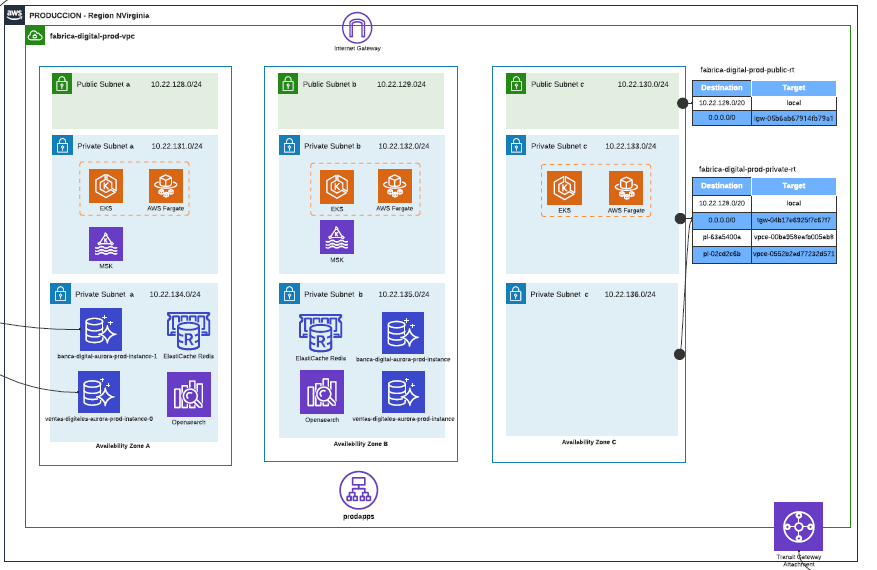 aws
PRODUCCION - Region NVirginia
fabrica-digital-prod-vpc
Internet Gateway
Public Subnet a 10.22.128.0/24
Private Subnet a 10.22.131.0/24
EKS
AWS Fargate
MSK
Private Subnet a 10.22.134.0/24
banca-digital-aurora-prod-instance-1
ElastiCache Redis
ventas-digitales-aurora-prod-instance-0
Opensearch
Availability Zone A
Public Subnet b 10.22.129.024
Private Subnet b 10.22.132.0/24
EKS
AWS Fargate
MSK
Private Subnet b 10.22.135.0/24
ElastiCache Redis
banca-digital-aurora-prod-instance
Opensearch
ventas-digitales-aurora-prod-instance
Availability Zone B
Public Subnet c 10.22.130.0/24
Private Subnet c 10.22.133.0/24
EKS
AWS Fargate
Private Subnet c 10.22.136.0/24
Availability Zone C
fabrica-digital-prod-public-rt
Destination Target
10.22.128.0/20 local
0.0.0.0/0 igw-05b6ab67914fb79a1
fabrica-digital-prod-private-rt
Destination Target
10.22.128.0/20 local
0.0.0.0/0 tgw-04b17e6925f7c67f7
pl-63a5400a vpce-00ba958eafb005ab8
pl-02cd2c6b vpce-0552b2ad77232d571
prodapps
Transit Gateway
Attachment